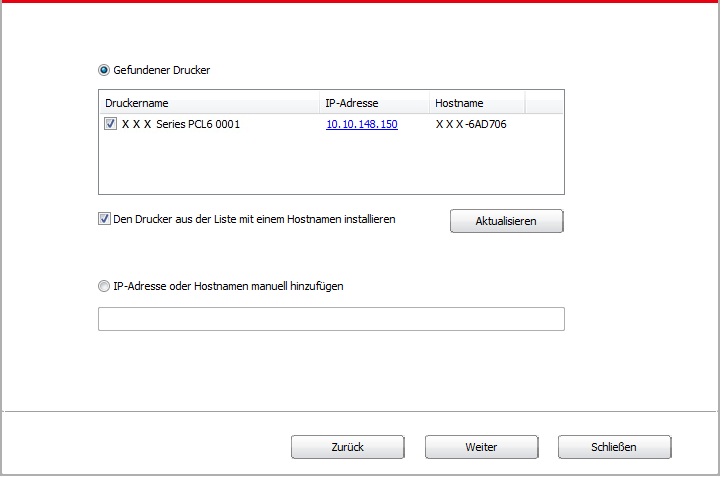 Gefundener Drucker
Druckername IP-Adresse Hostname
X X X Series PCL6 0001 10.10.148.150 X X X-6AD706
Den Drucker aus der Liste mit einem Hostnamen installieren Aktualisieren
IP-Adresse oder Hostnamen manuell hinzufügen
Zurück Weiter Schließen